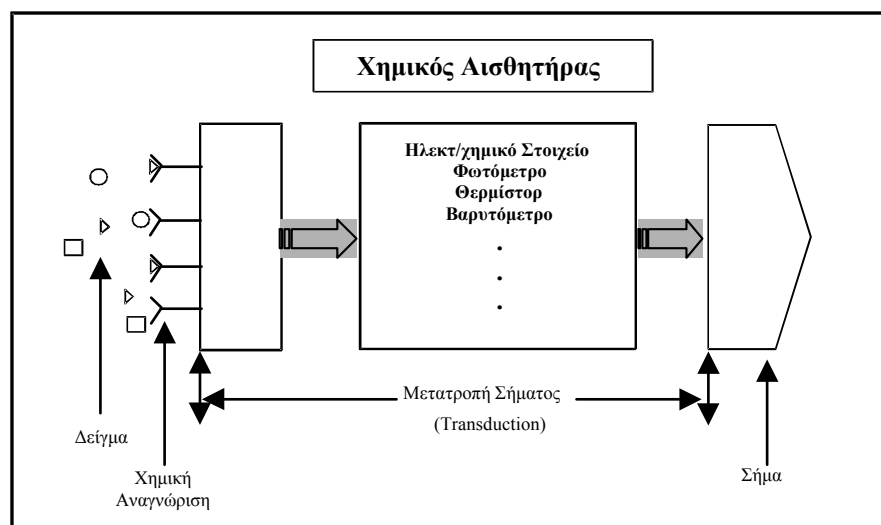 Χημικός Αισθητήρας
Ηλεκτ/χημικό Στοιχείο
Φωτόμετρο
Θερμίστορ
Βαρυτόμετρο
.
.
.
Μετατροπή Σήματος
(Transduction)
Δείγμα
Χημική
Αναγνώριση
Σήμα